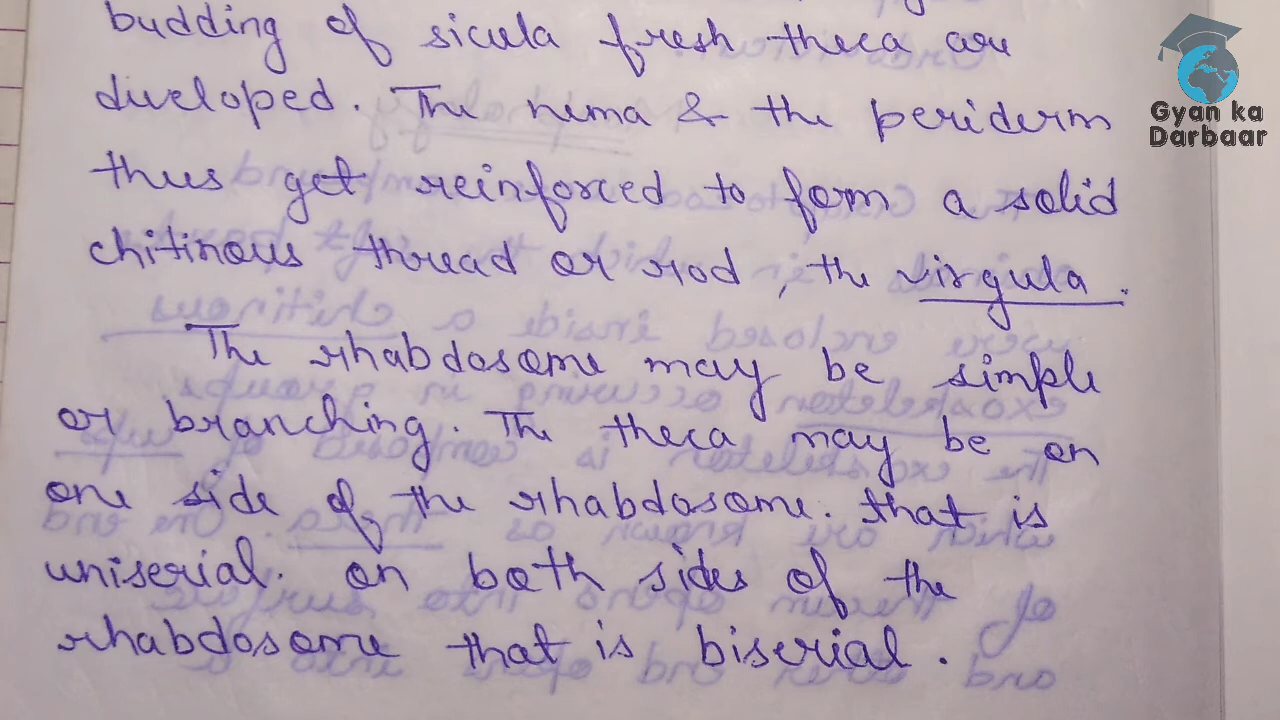 budding of sicula fresh theca are
developed. The nema & the periderm
thus get reinforced to form a solid
chitinous thread or rod, the virgula.
The rhabdosome may be simple
or branching. The theca may be on
one side of the rhabdosome. that is
uniserial. on both sides of the
rhabdosome that is biserial.
Gyan ka
Darbaar